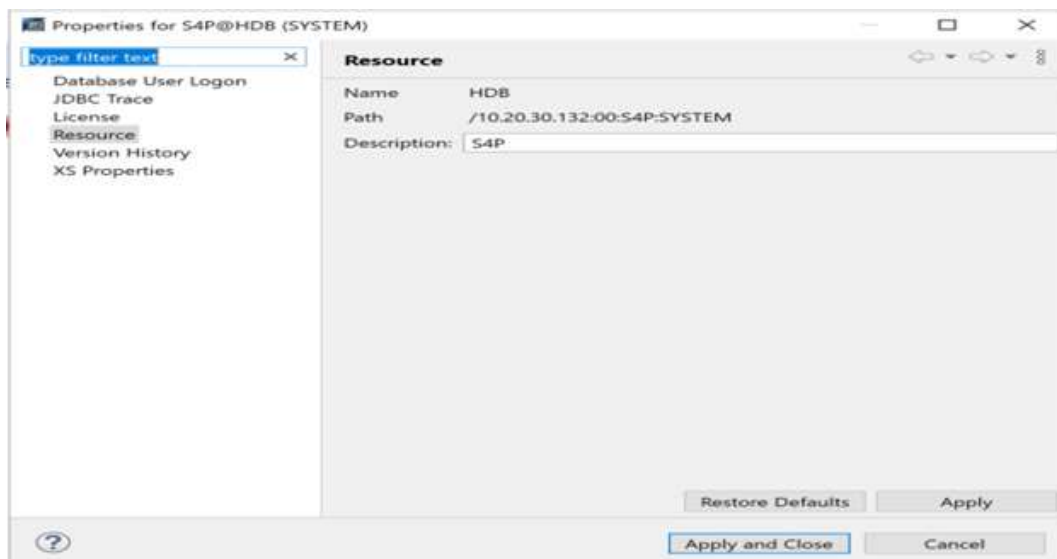 Properties for S4P@HDB (SYSTEM)
type filter text
Database User Logon
JDBC Trace
License
Resource
Version History
XS Properties
Resource
Name HDB
Path /10.20.30.132:00:S4P:SYSTEM
Description: S4P
Restore Defaults Apply
Apply and Close Cancel